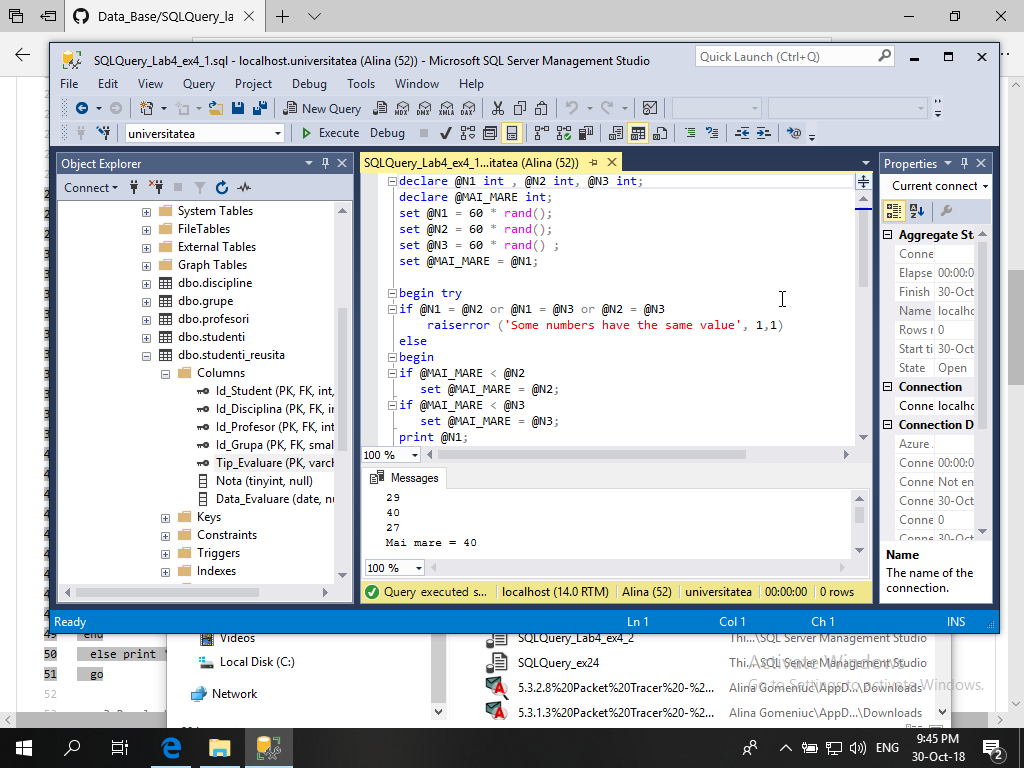 Data_Base/SQLQuery_la
SQLQuery_Lab4_ex4_1.sql - localhost.universitatea (Alina (52)) - Microsoft SQL Server Management Studio
Quick Launch (Ctrl+Q)
File Edit View Query Project Debug Tools Window Help
New Query
MDX DMX XMLA DAX
universitatea
Execute Debug
Object Explorer
Connect
System Tables
FileTables
External Tables
Graph Tables
dbo.discipline
dbo.grupe
dbo.profesori
dbo.studenti
dbo.studenti_reusita
Columns
Id_Student (PK, FK, int,
Id_Disciplina (PK, FK, in
Id_Profesor (PK, FK, int
Id_Grupa (PK, FK, smal
Tip_Evaluare (PK, varch
Nota (tinyint, null)
Data_Evaluare (date, nu
Keys
Constraints
Triggers
Indexes
SQLQuery_Lab4_ex4_1...itatea (Alina (52))
declare @N1 int , @N2 int, @N3 int;
declare @MAI_MARE int;
set @N1 = 60 * rand();
set @N2 = 60 * rand();
set @N3 = 60 * rand() ;
set @MAI_MARE = @N1;
begin try
if @N1 = @N2 or @N1 = @N3 or @N2 = @N3
raiserror ('Some numbers have the same value', 1,1)
else
begin
if @MAI_MARE < @N2
set @MAI_MARE = @N2;
if @MAI_MARE < @N3
set @MAI_MARE = @N3;
print @N1;
100 %
Messages
29
40
27
Mai mare = 40
100 %
Query executed s... localhost (14.0 RTM) Alina (52) universitatea 00:00:00 0 rows
Properties
Current connect
Aggregate St
Conne
Elapse 00:00:0
Finish 30-Oct
Name localho
Rows r 0
Start ti 30-Oct
State Open
Connection
Conne localho
Connection D
Azure .
Conne 00:00:0
Conne Not en
Conne 30-Oct
Conne 0
Conne 30-Oct
Name
The name of the
connection.
Ready Ln 1 Col 1 Ch 1 INS
49 end
50 else print
51 go
52
Videos
Local Disk (C:)
Network
SQLQuery_Lab4_ex4_2 Thi...\SQL Server Management Studio
SQLQuery_ex24 Thi...\SQL Server Management Studio
5.3.2.8%20Packet%20Tracer%20-%2... Alina Gomeniuc\AppD...\Downloads
5.3.1.3%20Packet%20Tracer%20-%2... Alina Gomeniuc\AppD...\Downloads
Activate Windows
Go to Settings to activate Windows.
ENG
9:45 PM
30-Oct-18
2